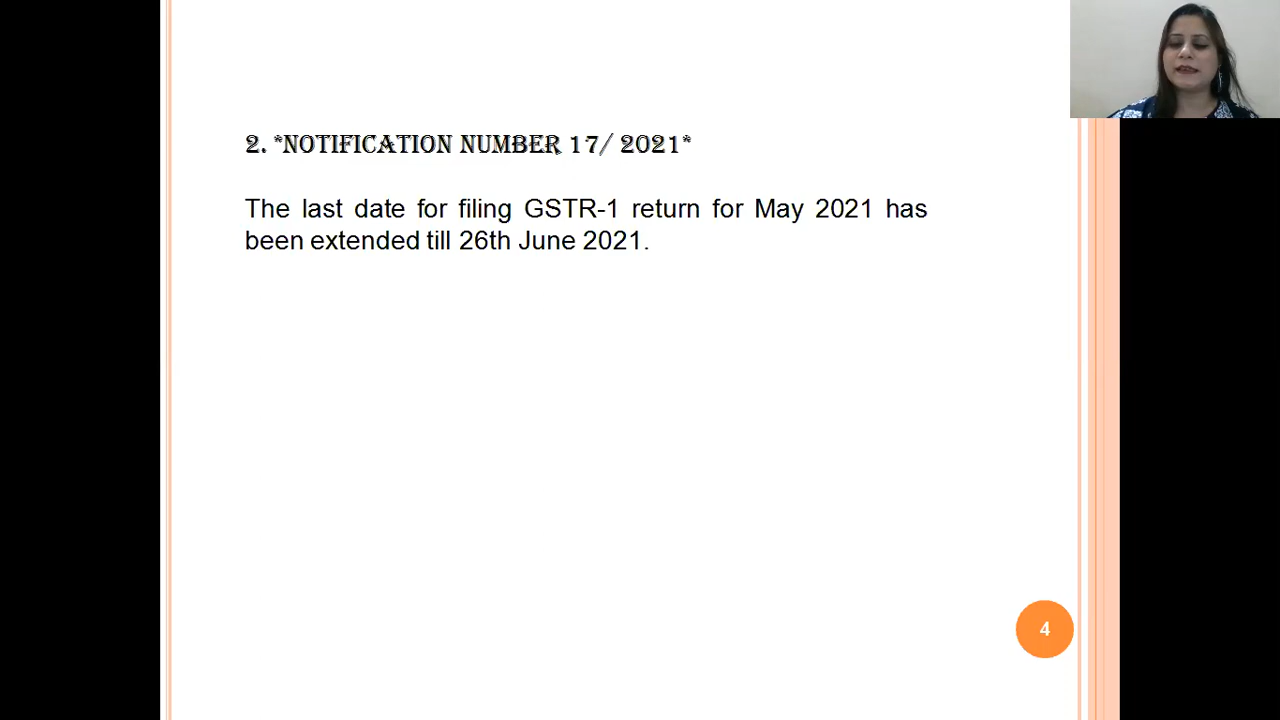 2. *NOTIFICATION NUMBER 17/ 2021*
The last date for filing GSTR-1 return for May 2021 has
been extended till 26th June 2021.
4